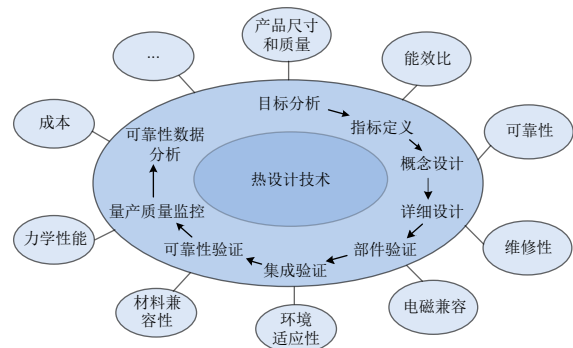 产品尺寸
和质量
能效比
可靠性
维修性
电磁兼容
环境
适应性
材料兼
容性
力学性能
成本
...
目标分析
指标定义
概念设计
详细设计
部件验证
集成验证
可靠性验证
量产质量监控
可靠性数据
分析
热设计技术